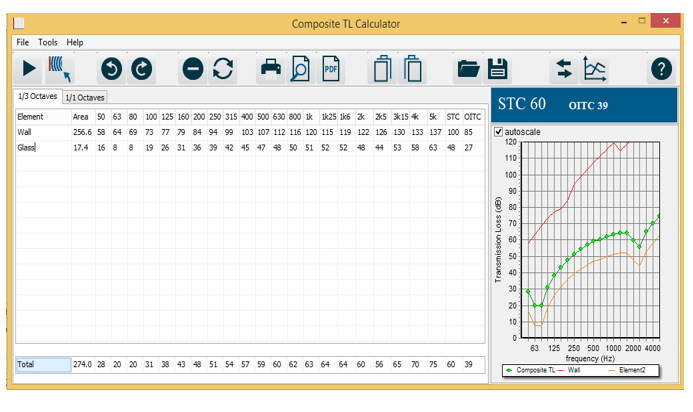 Composite TL Calculator
File Tools Help
PDF
?
1/3 Octaves 1/1 Octaves
Element Area 50 63 80 100 125 160 200 250 315 400 500 630 800 1k 1k25 1k6 2k 2k5 3k15 4k 5k STC OITC
Wall 256.6 58 64 69 73 77 79 84 94 99 103 107 112 116 120 115 119 122 126 130 133 137 100 85
Glass 17.4 16 8 8 19 26 31 36 39 42 45 47 48 50 51 52 52 48 44 53 58 63 48 27
Total 274.0 28 20 20 31 38 43 48 51 54 57 59 60 62 63 64 64 60 56 65 70 75 60 39
STC 60 OITC 39
autoscale
Transmission Loss (dB)
120
110
100
90
80
70
60
50
40
30
20
10
0
63 125 250 500 1000 2000 4000
frequency (Hz)
Composite TL Wall Element2